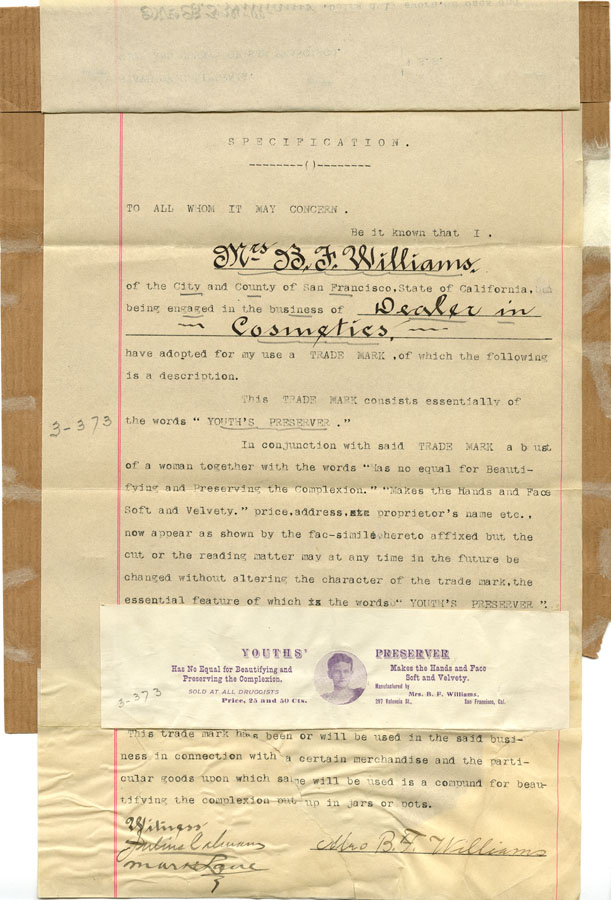 SPECIFICATION.
--------()--------
TO ALL WHOM IT MAY CONCERN.
Be it known that I,
Mrs B. F. Williams,
of the City and County of San Francisco, State of California,
being engaged in the business of Dealer in
Cosmetics,
have adopted for my use a TRADE MARK ,of which the following
is a description.
This TRADE MARK consists essentially of
the words " YOUTH'S PRESERVER ."
3-373
In conjunction with said TRADE MARK a bust
of a woman together with the words "Has no equal for Beauti-
fying and Preserving the Complexion." "Makes the Hands and Face
Soft and Velvety." price,address, proprietor's name etc.,
now appear as shown by the fac-simile hereto affixed but the
cut or the reading matter may at any time in the future be
changed without altering the character of the trade mark,the
essential feature of which is the words " YOUTH'S PRESERVER ".
YOUTHS' PRESERVER
Has No Equal for Beautifying and
Preserving the Complexion.
SOLD AT ALL DRUGGISTS
Price, 25 and 50 Cts.
3-373
Makes the Hands and Face
Soft and Velvety.
Manufactured by
Mrs. B. F. Williams,
297 Valencia St., San Francisco, Cal.
This trade mark has been or will be used in the said busi-
ness in connection with a certain merchandise and the parti-
cular goods upon which same will be used is a compund for beau-
tifying the complexion put up in jars or pots.
Witness
Julius Calmann
Mark Lane
Mrs B. F. Williams